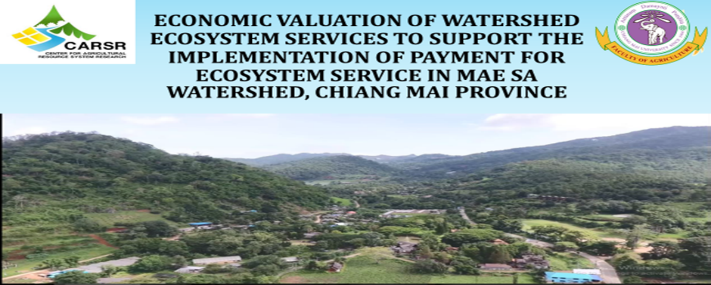 ECONOMIC VALUATION OF WATERSHED
ECOSYSTEM SERVICES TO SUPPORT THE
IMPLEMENTATION OF PAYMENT FOR
ECOSYSTEM SERVICE IN MAE SA
WATERSHED, CHIANG MAI PROVINCE
CARSR
CENTER FOR AGRICULTURAL
RESOURCE SYSTEM RESEARCH
FACULTY OF AGRICULTURE